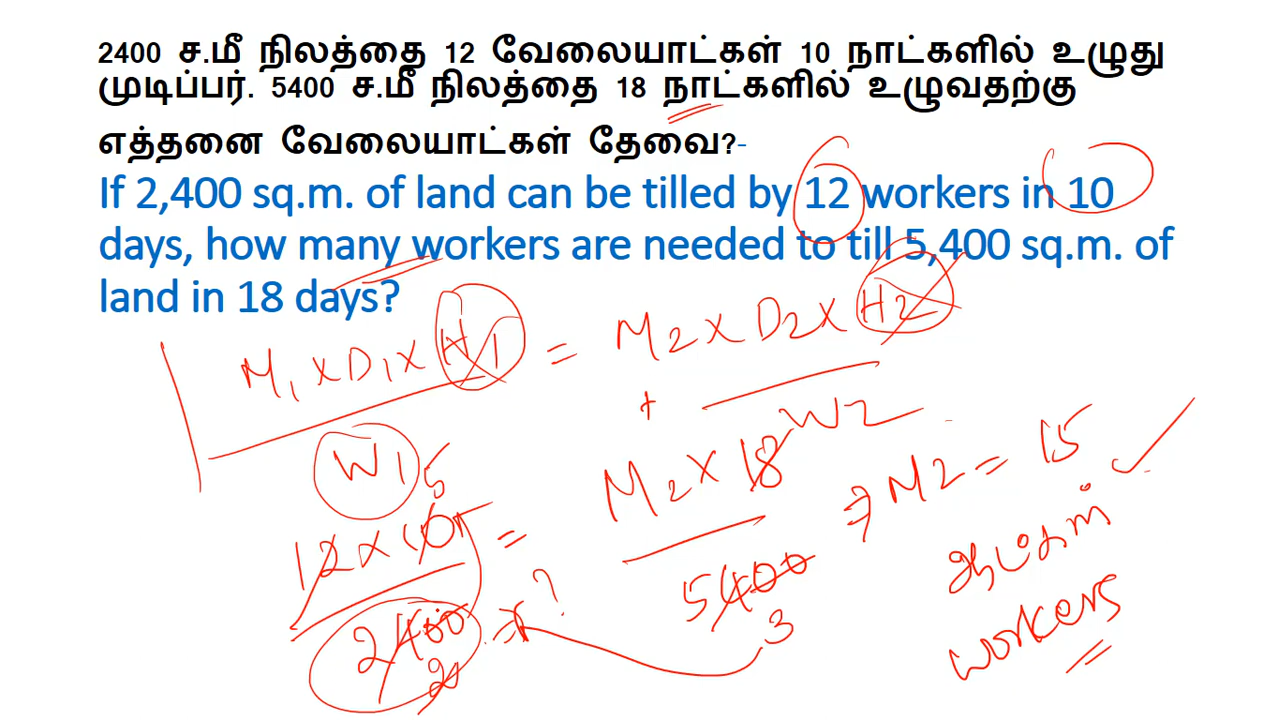 2400 ச.மீ நிலத்தை 12 வேலையாட்கள் 10 நாட்களில் உழுது
முடிப்பர். 5400 ச.மீ நிலத்தை 18 நாட்களில் உழுவதற்கு
எத்தனை வேலையாட்கள் தேவை?-
If 2,400 sq.m. of land can be tilled by 12 workers in 10
days, how many workers are needed to till 5,400 sq.m. of
land in 18 days?
M1 x D1 x H1 = M2 x D2 x H2
W1 W2
12 x 10 = M2 x 18 ⇒ M2 = 15
2400 5400
3
workers